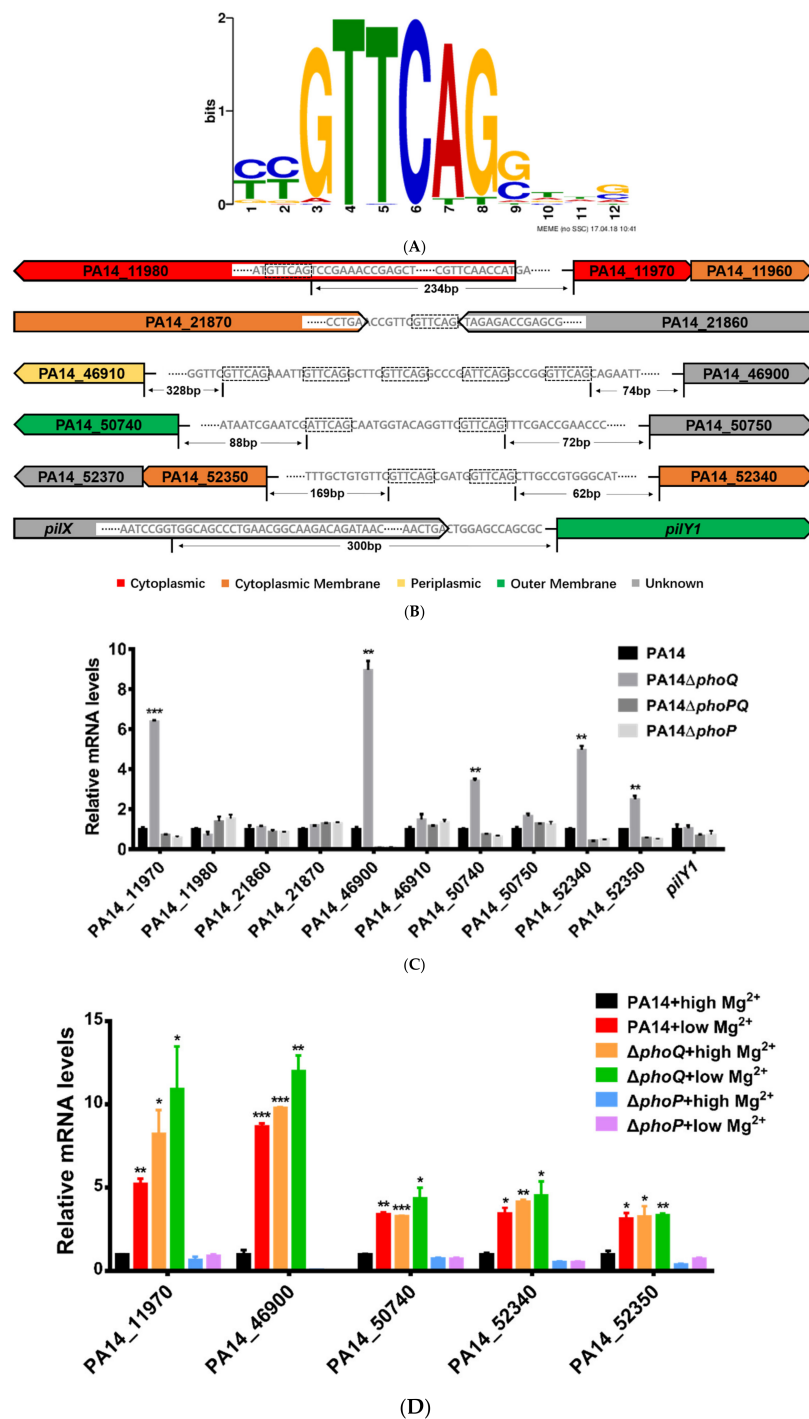 2
bits
1
0
CCGTTCAGG
TTC
1 2 3 4 5 6 7 8 9 10 11 12
MEME (no SSC) 17.04.18 10:41
(A)
PA14_11980 ······ATGTTCAGTCCGAAACCGAGCT·····CGTTCAACCATGA······ PA14_11970 PA14_11960
234bp
PA14_21870 ······CCTGAACCGTTCGTTCAGCTAGAGACCGAGCG······ PA14_21860
PA14_46910 ······GGTTCGTTCAGAAATTGTTCAGGCTTCGTTCAGGCCCGATTCAGGCCGGGTTCAGCAGAATT······ PA14_46900
328bp 74bp
PA14_50740 ······ATAATCGAATCGATTCAGCAATGGTACAGGTTCGTTCAGTTTCGACCGAACCC······ PA14_50750
88bp 72bp
PA14_52370 PA14_52350 ······TTTGCTGTGTTCGTTCAGCGATGGTTCAGCTTGCCGTGGGCAT······ PA14_52340
169bp 62bp
pilX ······AATCCGGTGGCAGCCCTGAACGGCAAGACAGATAAC······AACTGACTGGAGCCAGCGC pilY1
300bp
Cytoplasmic Cytoplasmic Membrane Periplasmic Outer Membrane Unknown
(B)
Relative mRNA levels
10
8
6
4
2
0
*** ** ** ** **
PA14
PA14ΔphoQ
PA14ΔphoPQ
PA14ΔphoP
PA14_11970 PA14_11980 PA14_21860 PA14_21870 PA14_46900 PA14_46910 PA14_50740 PA14_50750 PA14_52340 PA14_52350 pilY1
(C)
Relative mRNA levels
15
10
5
0
** * * *** *** ** ** *** * * ** * * * **
PA14+high Mg²⁺
PA14+low Mg²⁺
ΔphoQ+high Mg²⁺
ΔphoQ+low Mg²⁺
ΔphoP+high Mg²⁺
ΔphoP+low Mg²⁺
PA14_11970 PA14_46900 PA14_50740 PA14_52340 PA14_52350
(D)